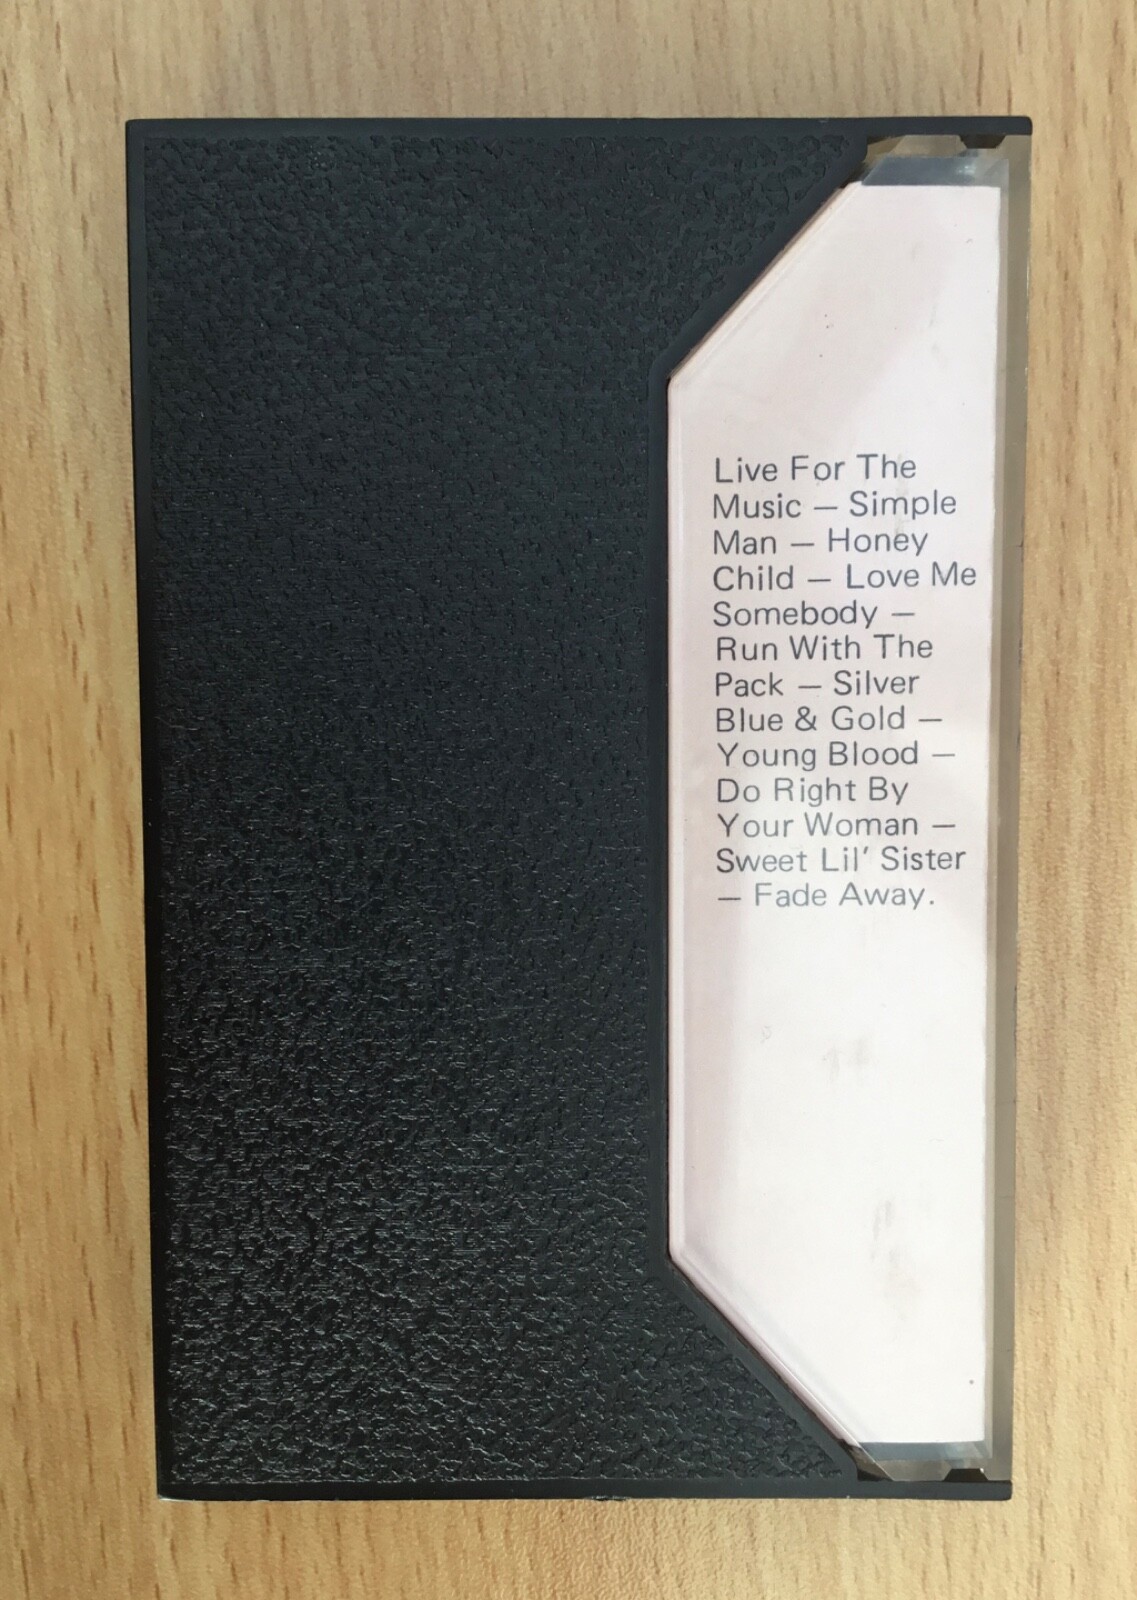 Live For The
Music — Simple
Man — Honey
Child — Love Me
Somebody —
Run With The
Pack — Silver
Blue & Gold —
Young Blood —
Do Right By
Your Woman —
Sweet Lil' Sister
— Fade Away.